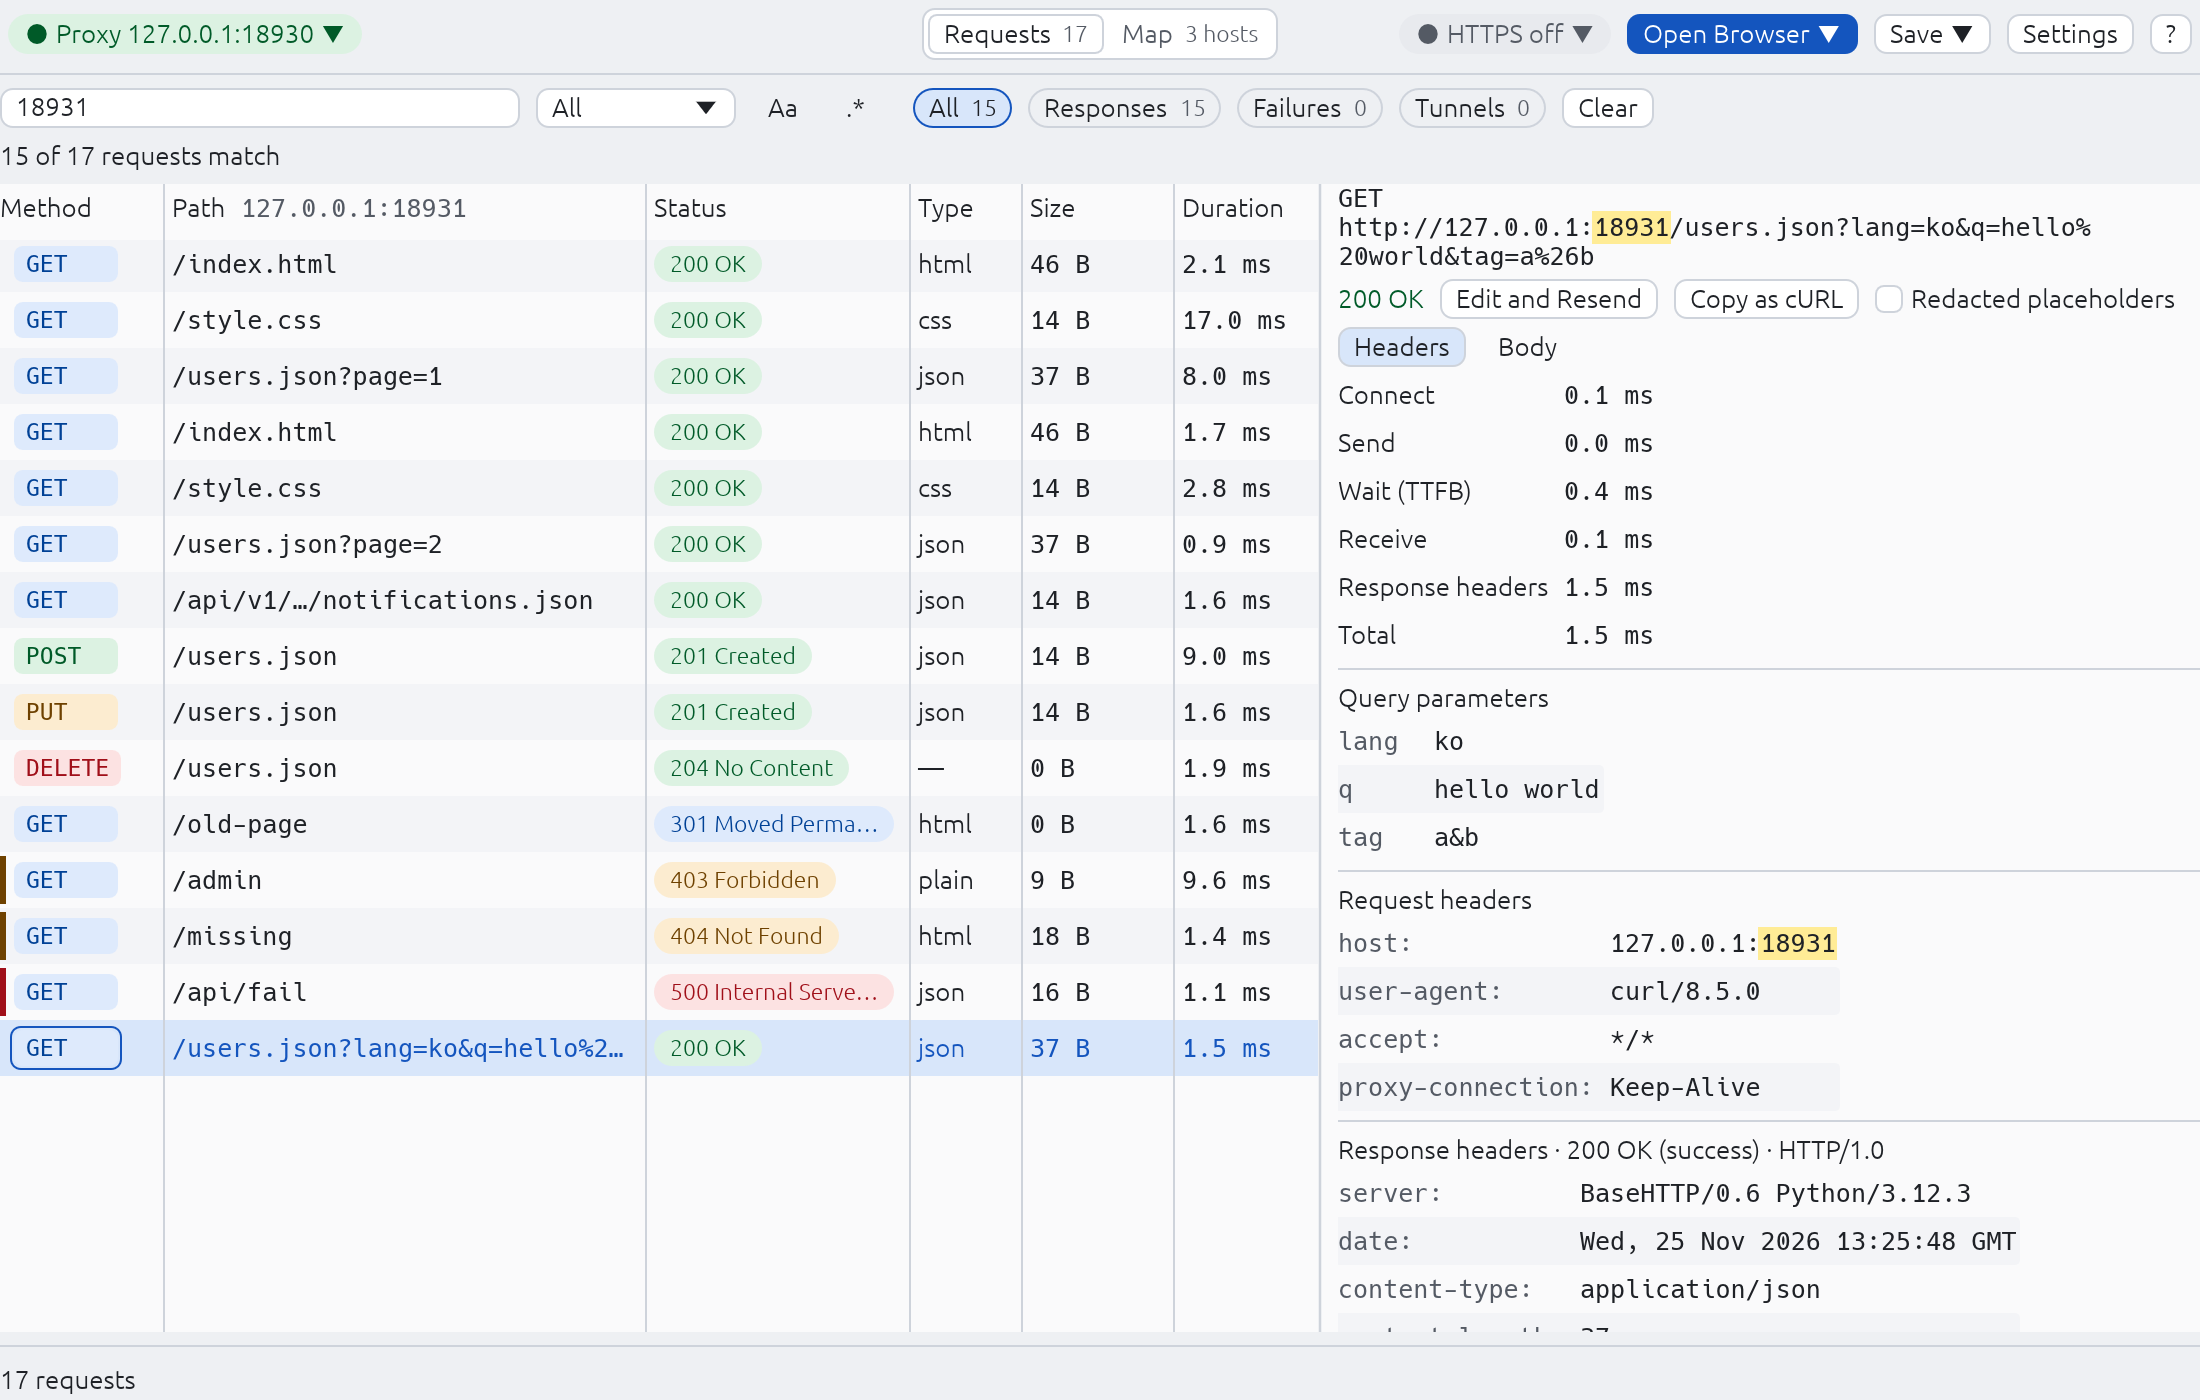 Proxy 127.0.0.1:18930 ▼ Requests 17 Map 3 hosts HTTPS off ▼ Open Browser ▼ Save ▼ Settings ?
18931 All ▼ Aa .* All 15 Responses 15 Failures 0 Tunnels 0 Clear
15 of 17 requests match
Method Path 127.0.0.1:18931 Status Type Size Duration
GET /index.html 200 OK html 46 B 2.1 ms
GET /style.css 200 OK css 14 B 17.0 ms
GET /users.json?page=1 200 OK json 37 B 8.0 ms
GET /index.html 200 OK html 46 B 1.7 ms
GET /style.css 200 OK css 14 B 2.8 ms
GET /users.json?page=2 200 OK json 37 B 0.9 ms
GET /api/v1/…/notifications.json 200 OK json 14 B 1.6 ms
POST /users.json 201 Created json 14 B 9.0 ms
PUT /users.json 201 Created json 14 B 1.6 ms
DELETE /users.json 204 No Content — 0 B 1.9 ms
GET /old-page 301 Moved Perma… html 0 B 1.6 ms
GET /admin 403 Forbidden plain 9 B 9.6 ms
GET /missing 404 Not Found html 18 B 1.4 ms
GET /api/fail 500 Internal Serve… json 16 B 1.1 ms
GET /users.json?lang=ko&q=hello%2… 200 OK json 37 B 1.5 ms
GET
http://127.0.0.1:18931/users.json?lang=ko&q=hello%
20world&tag=a%26b
200 OK Edit and Resend Copy as cURL Redacted placeholders
Headers Body
Connect 0.1 ms
Send 0.0 ms
Wait (TTFB) 0.4 ms
Receive 0.1 ms
Response headers 1.5 ms
Total 1.5 ms
Query parameters
lang ko
q hello world
tag a&b
Request headers
host: 127.0.0.1:18931
user-agent: curl/8.5.0
accept: */*
proxy-connection: Keep-Alive
Response headers · 200 OK (success) · HTTP/1.0
server: BaseHTTP/0.6 Python/3.12.3
date: Wed, 25 Nov 2026 13:25:48 GMT
content-type: application/json
17 requests